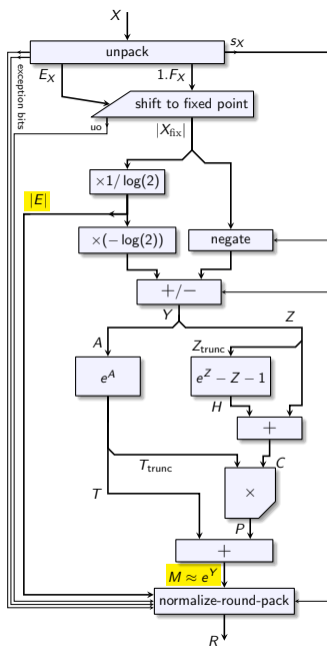 X
unpack
s_X
E_X
1.F_X
exception bits
shift to fixed point
uo
|X_fix|
×1/ log(2)
|E|
×(− log(2))
negate
+/−
Y
Z
A
Z_trunc
e^A
e^Z − Z − 1
H
+
C
T_trunc
×
T
P
+
M ≈ e^Y
normalize-round-pack
R